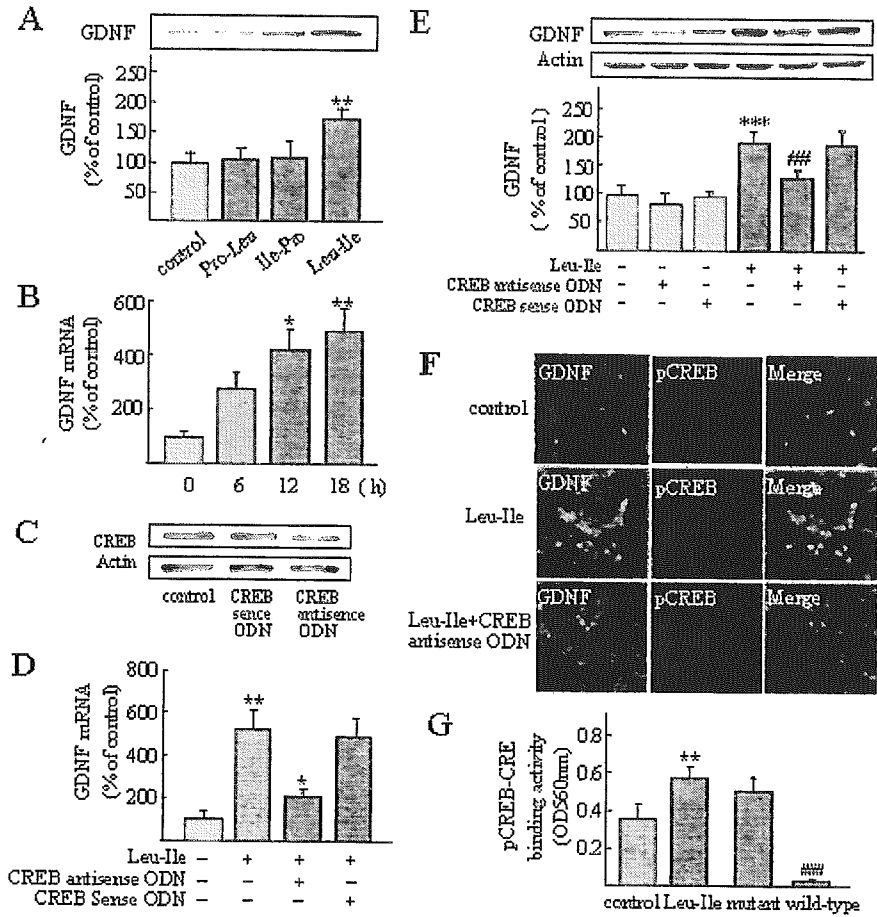 A
GDNF
GDNF
(% of control)
250
200
150
100
50
**
control
Pro-Leu
Ile-Pro
Leu-Ile
B
GDNF mRNA
(% of control)
600
400
200
*
**
0 6 12 18 (h)
C
CREB
Actin
control
CREB
sence
ODN
CREB
antisence
ODN
D
GDNF mRNA
(% of control)
800
600
400
200
**
*
Leu-Ile – + + +
CREB antisense ODN – – + –
CREB Sense ODN – – – +
E
GDNF
Actin
GDNF
( % of control )
250
200
150
100
50
***
##
Leu-Ile – – – + + +
CREB antisense ODN – + – – + –
CREB sense ODN – – + – – +
F
GDNF pCREB Merge
control
GDNF pCREB Merge
Leu-Ile
GDNF pCREB Merge
Leu-Ile+CREB
antisense ODN
G
pCREB-CRE
binding activity
(OD560nm)
0.8
0.6
0.4
0.2
**
control Leu-Ile mutant wild-type